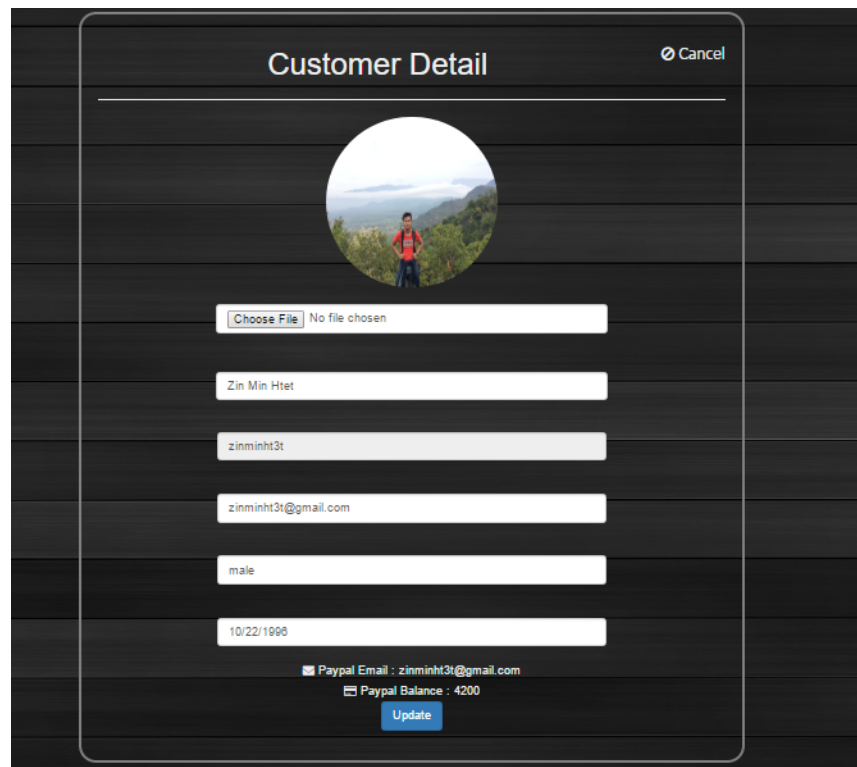 Customer Detail
Cancel
Choose File No file chosen
Zin Min Htet
zinminht3t
zinminht3t@gmail.com
male
10/22/1996
Paypal Email : zinminht3t@gmail.com
Paypal Balance : 4200
Update